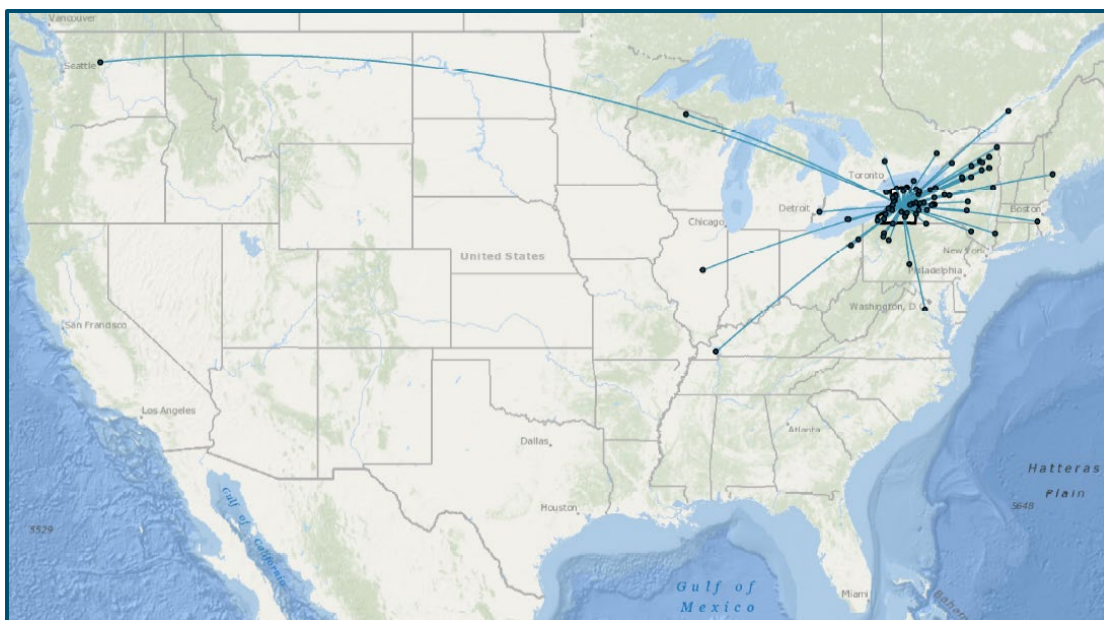 Vancouver
Seattle
Toronto
Boston
Detroit
Chicago
New York
United States
Philadelphia
Washington, D.C.
San Francisco
Los Angeles
Atlanta
Dallas
Hatteras
Plain
Houston
5648
5529
Gulf of
California
Gulf of
Mexico
Miami